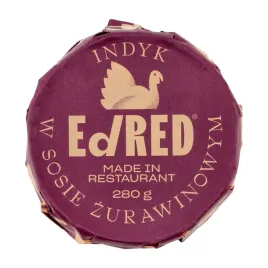 INDYK
EdRED®
MADE IN
RESTAURANT
280 g
W SOSIE ŻURAWINOWYM